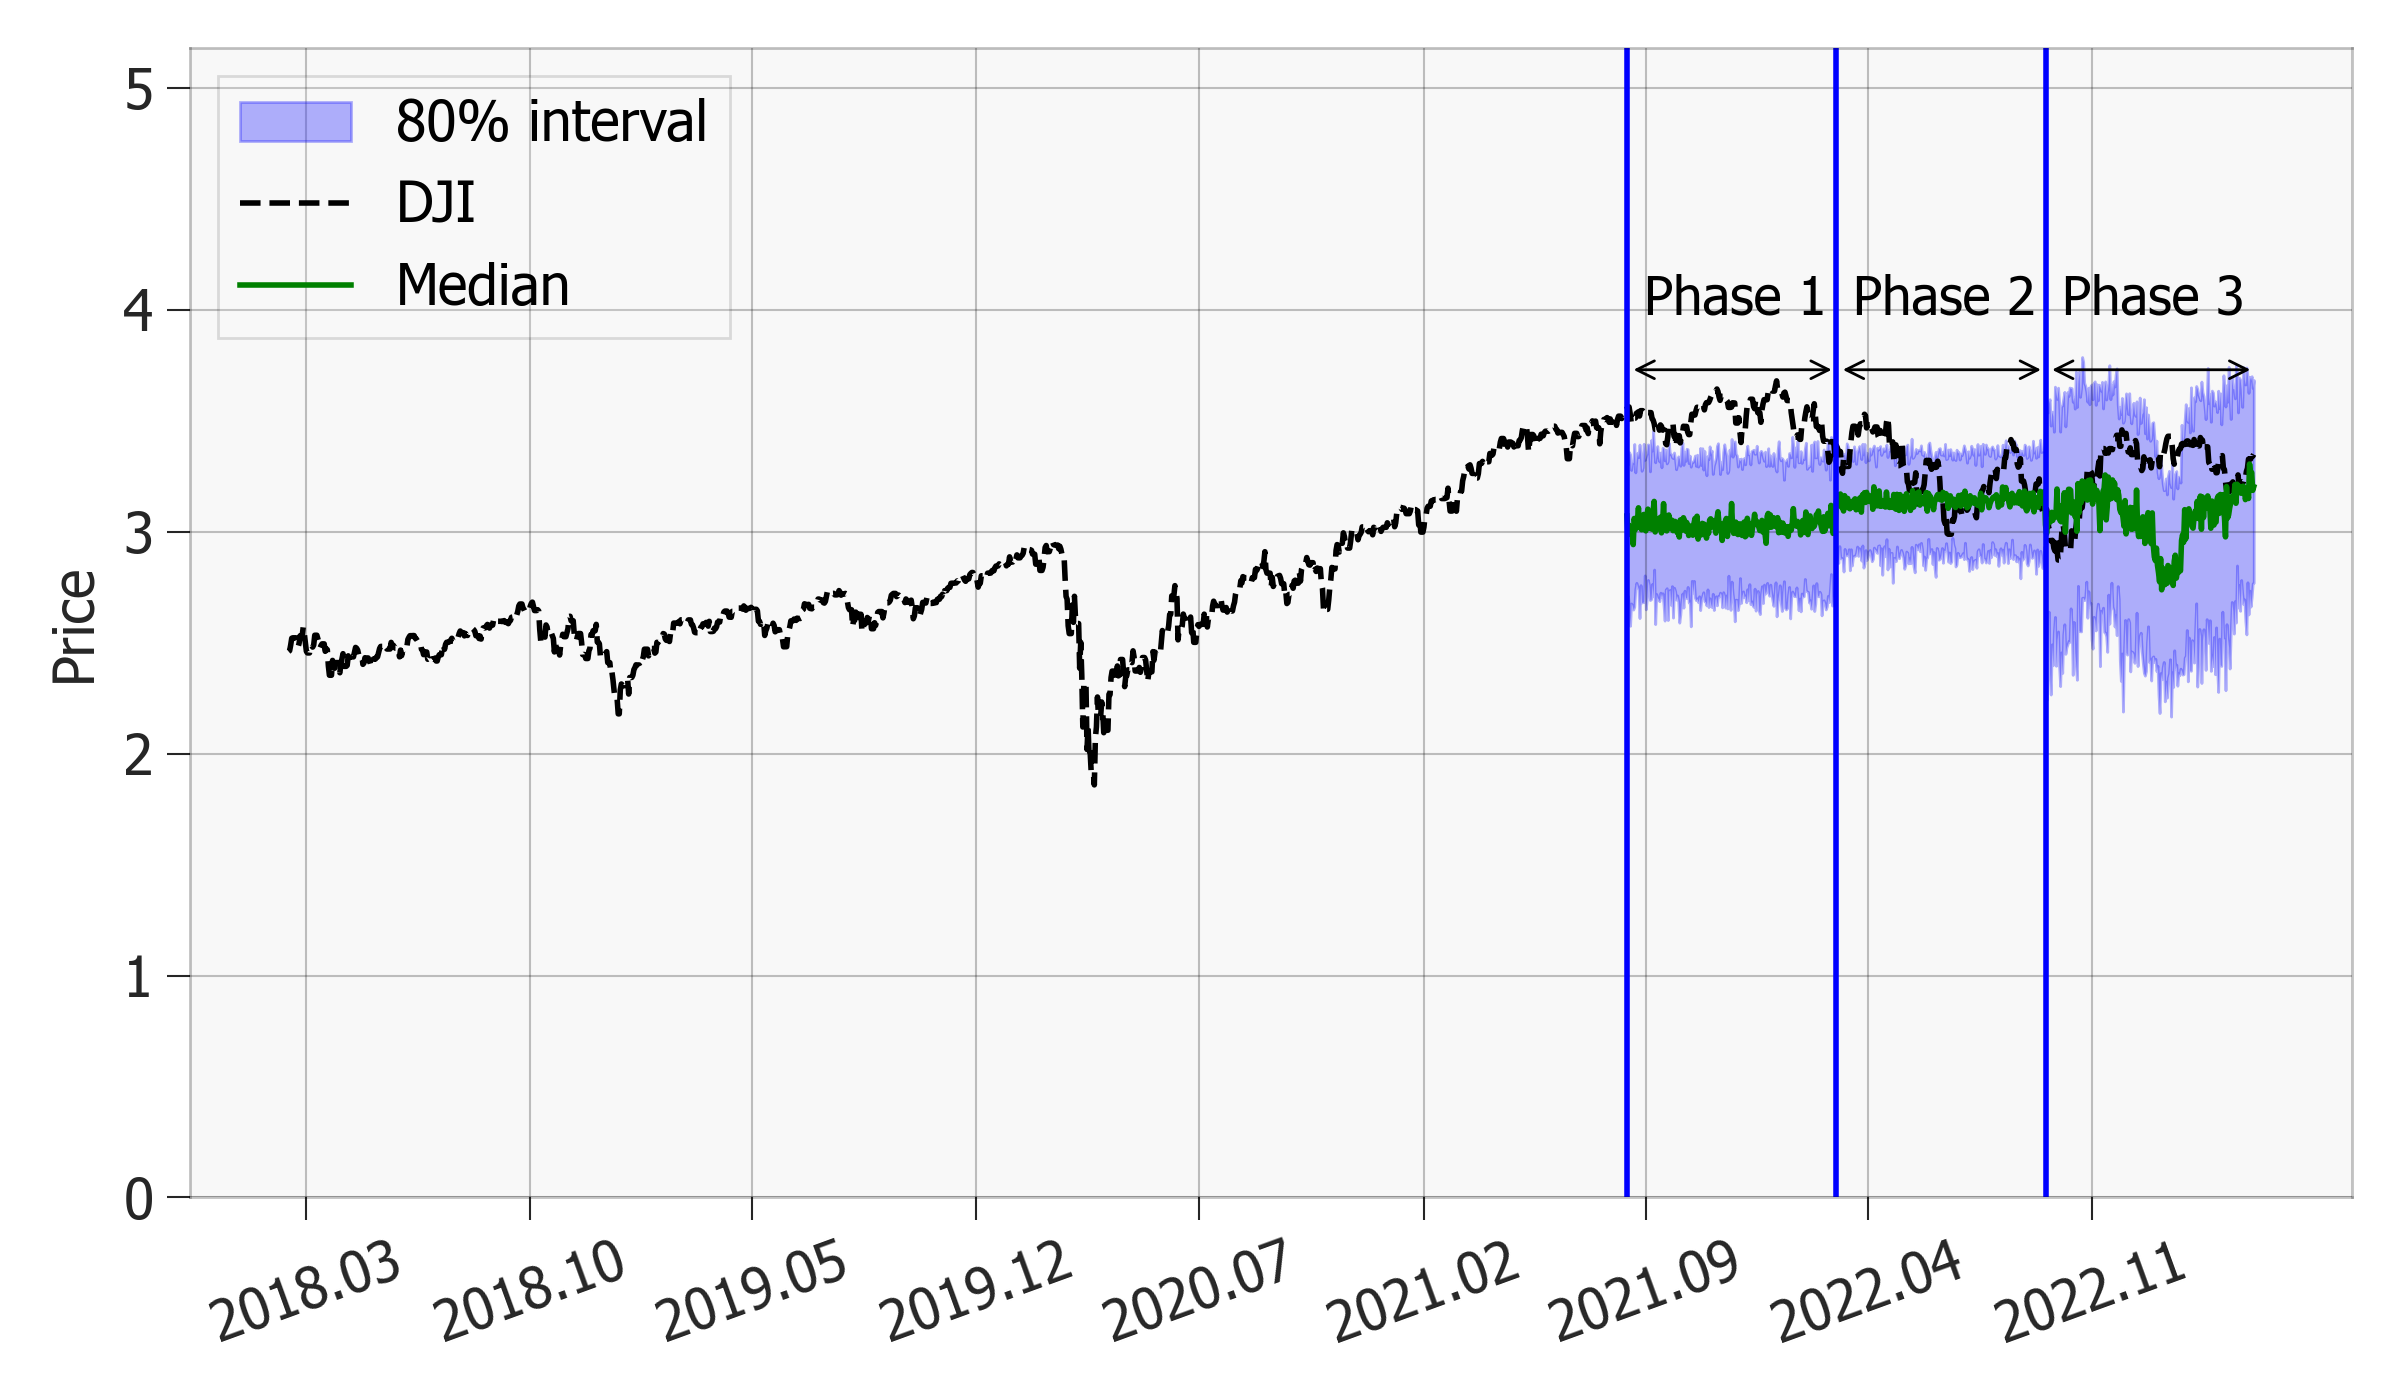 80% interval
DJI
Median
Phase 1
Phase 2
Phase 3
Price
5
4
3
2
1
0
2018.03
2018.10
2019.05
2019.12
2020.07
2021.02
2021.09
2022.04
2022.11